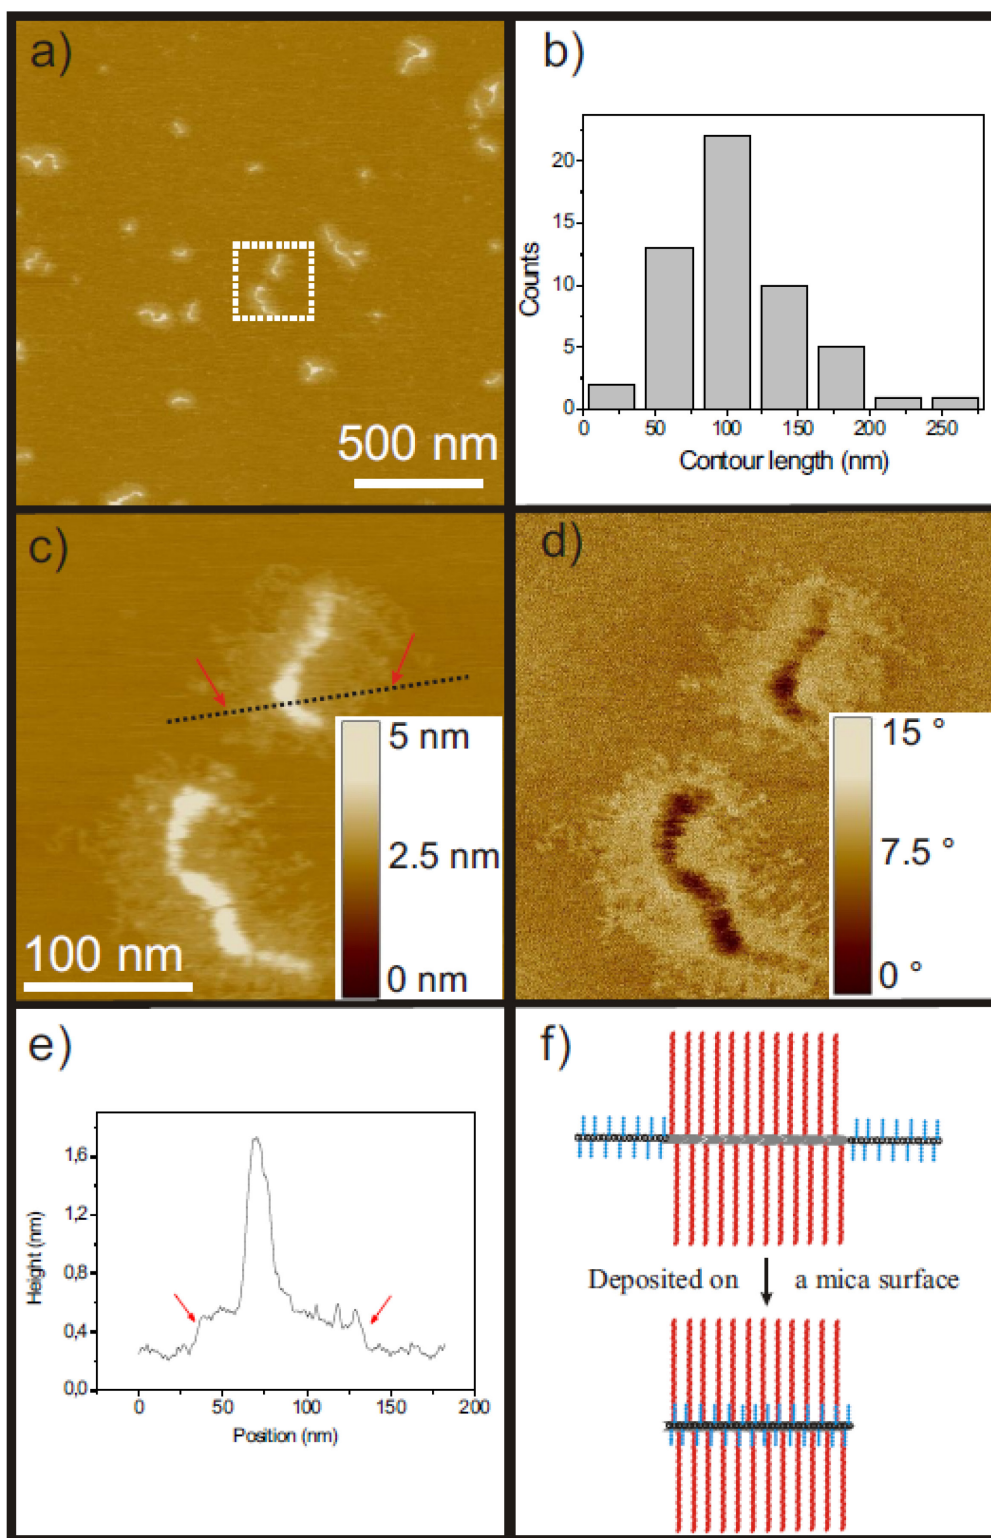 a)
500 nm
b)
20
15
10
5
0
Counts
0 50 100 150 200 250
Contour length (nm)
c)
5 nm
2.5 nm
0 nm
100 nm
d)
15 °
7.5 °
0 °
e)
1,6
1,2
0,8
0,4
0,0
Height (nm)
0 50 100 150 200
Position (nm)
f)
Deposited on a mica surface